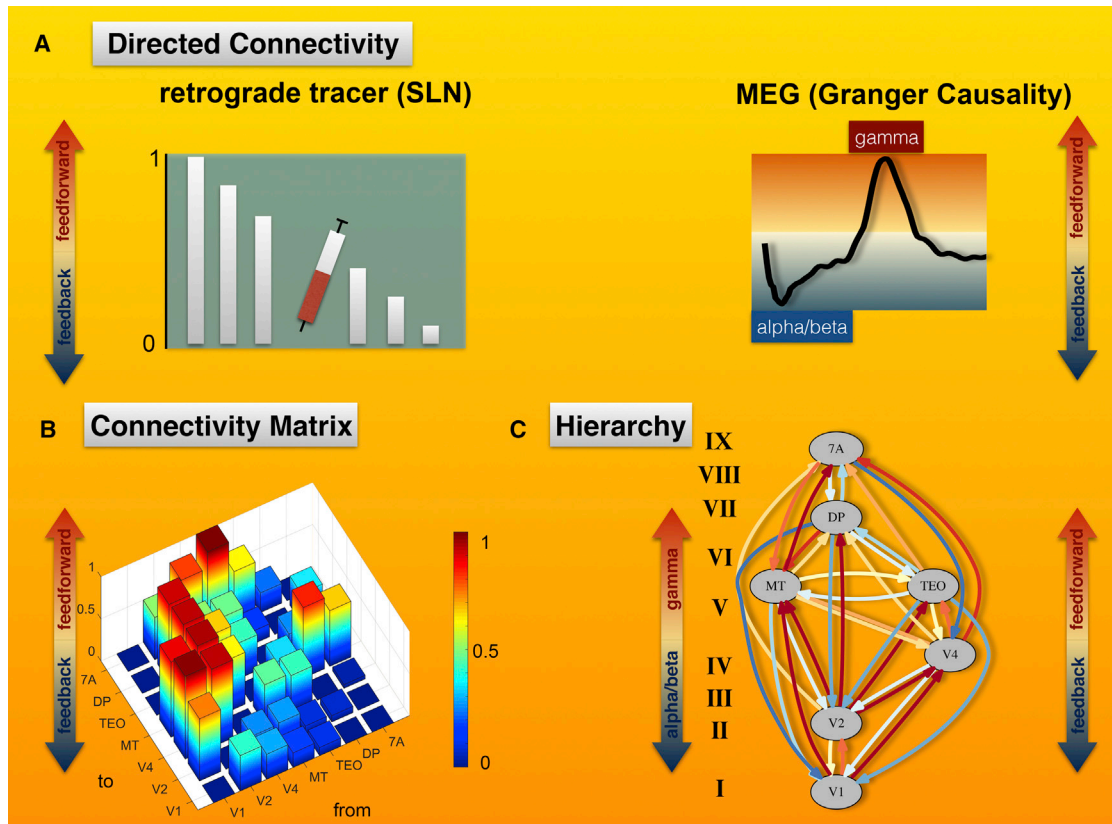 A
Directed Connectivity
retrograde tracer (SLN)
MEG (Granger Causality)
feedforward
feedback
1
0
gamma
alpha/beta
feedforward
feedback
B
Connectivity Matrix
feedforward
feedback
1
0.5
0
7A
DP
TEO
MT
V4
V2
V1
to
V1
V2
V4
MT
TEO
DP
7A
from
1
0.5
0
C
Hierarchy
gamma
alpha/beta
IX
VIII
VII
VI
V
IV
III
II
I
7A
DP
MT
TEO
V4
V2
V1
feedforward
feedback